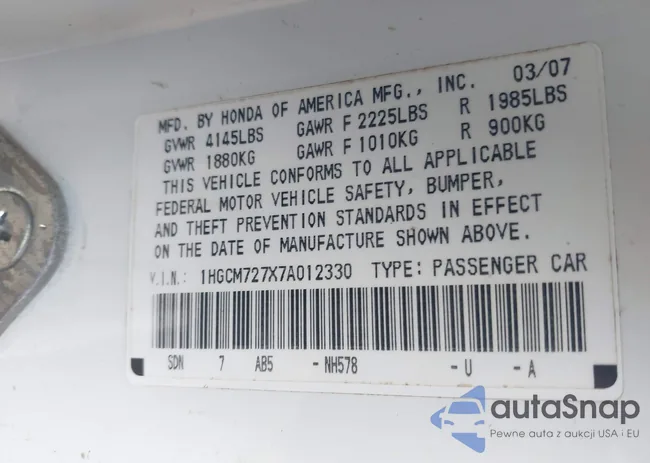 MFD. BY HONDA OF AMERICA MFG., INC. 03/07
GVWR 4145LBS GAWR F 2225LBS R 1985LBS
GVWR 1880KG GAWR F 1010KG R 900KG
THIS VEHICLE CONFORMS TO ALL APPLICABLE
FEDERAL MOTOR VEHICLE SAFETY, BUMPER,
AND THEFT PREVENTION STANDARDS IN EFFECT
ON THE DATE OF MANUFACTURE SHOWN ABOVE.
V.I.N.: 1HGCM727X7A012330 TYPE: PASSENGER CAR
SDN 7 AB5 -NH578 -U -A
autaSnap
Pewne auta z aukcji USA i EU